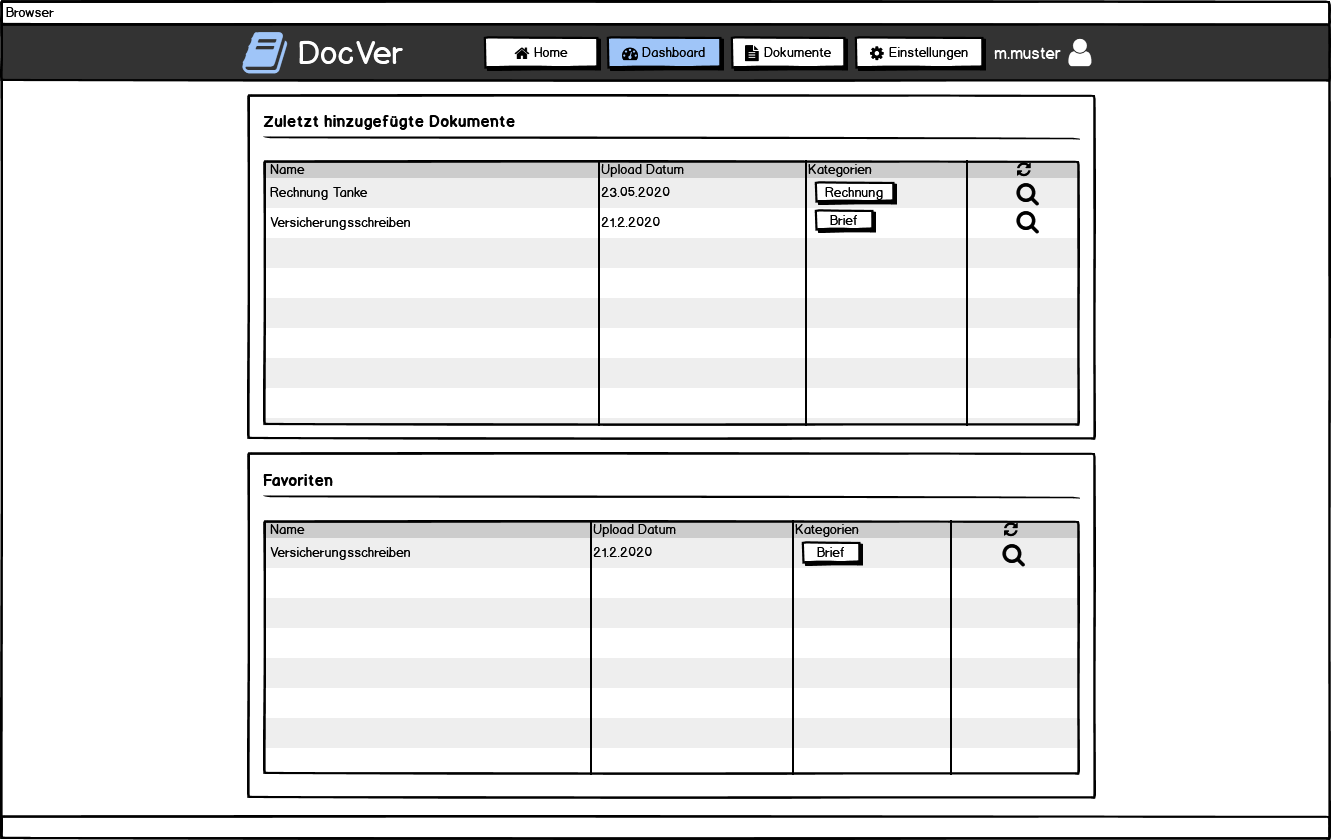 Browser
DocVer Home Dashboard Dokumente Einstellungen m.muster
Zuletzt hinzugefügte Dokumente
Name Upload Datum Kategorien
Rechnung Tanke 23.05.2020 Rechnung
Versicherungsschreiben 21.2.2020 Brief
Favoriten
Name Upload Datum Kategorien
Versicherungsschreiben 21.2.2020 Brief